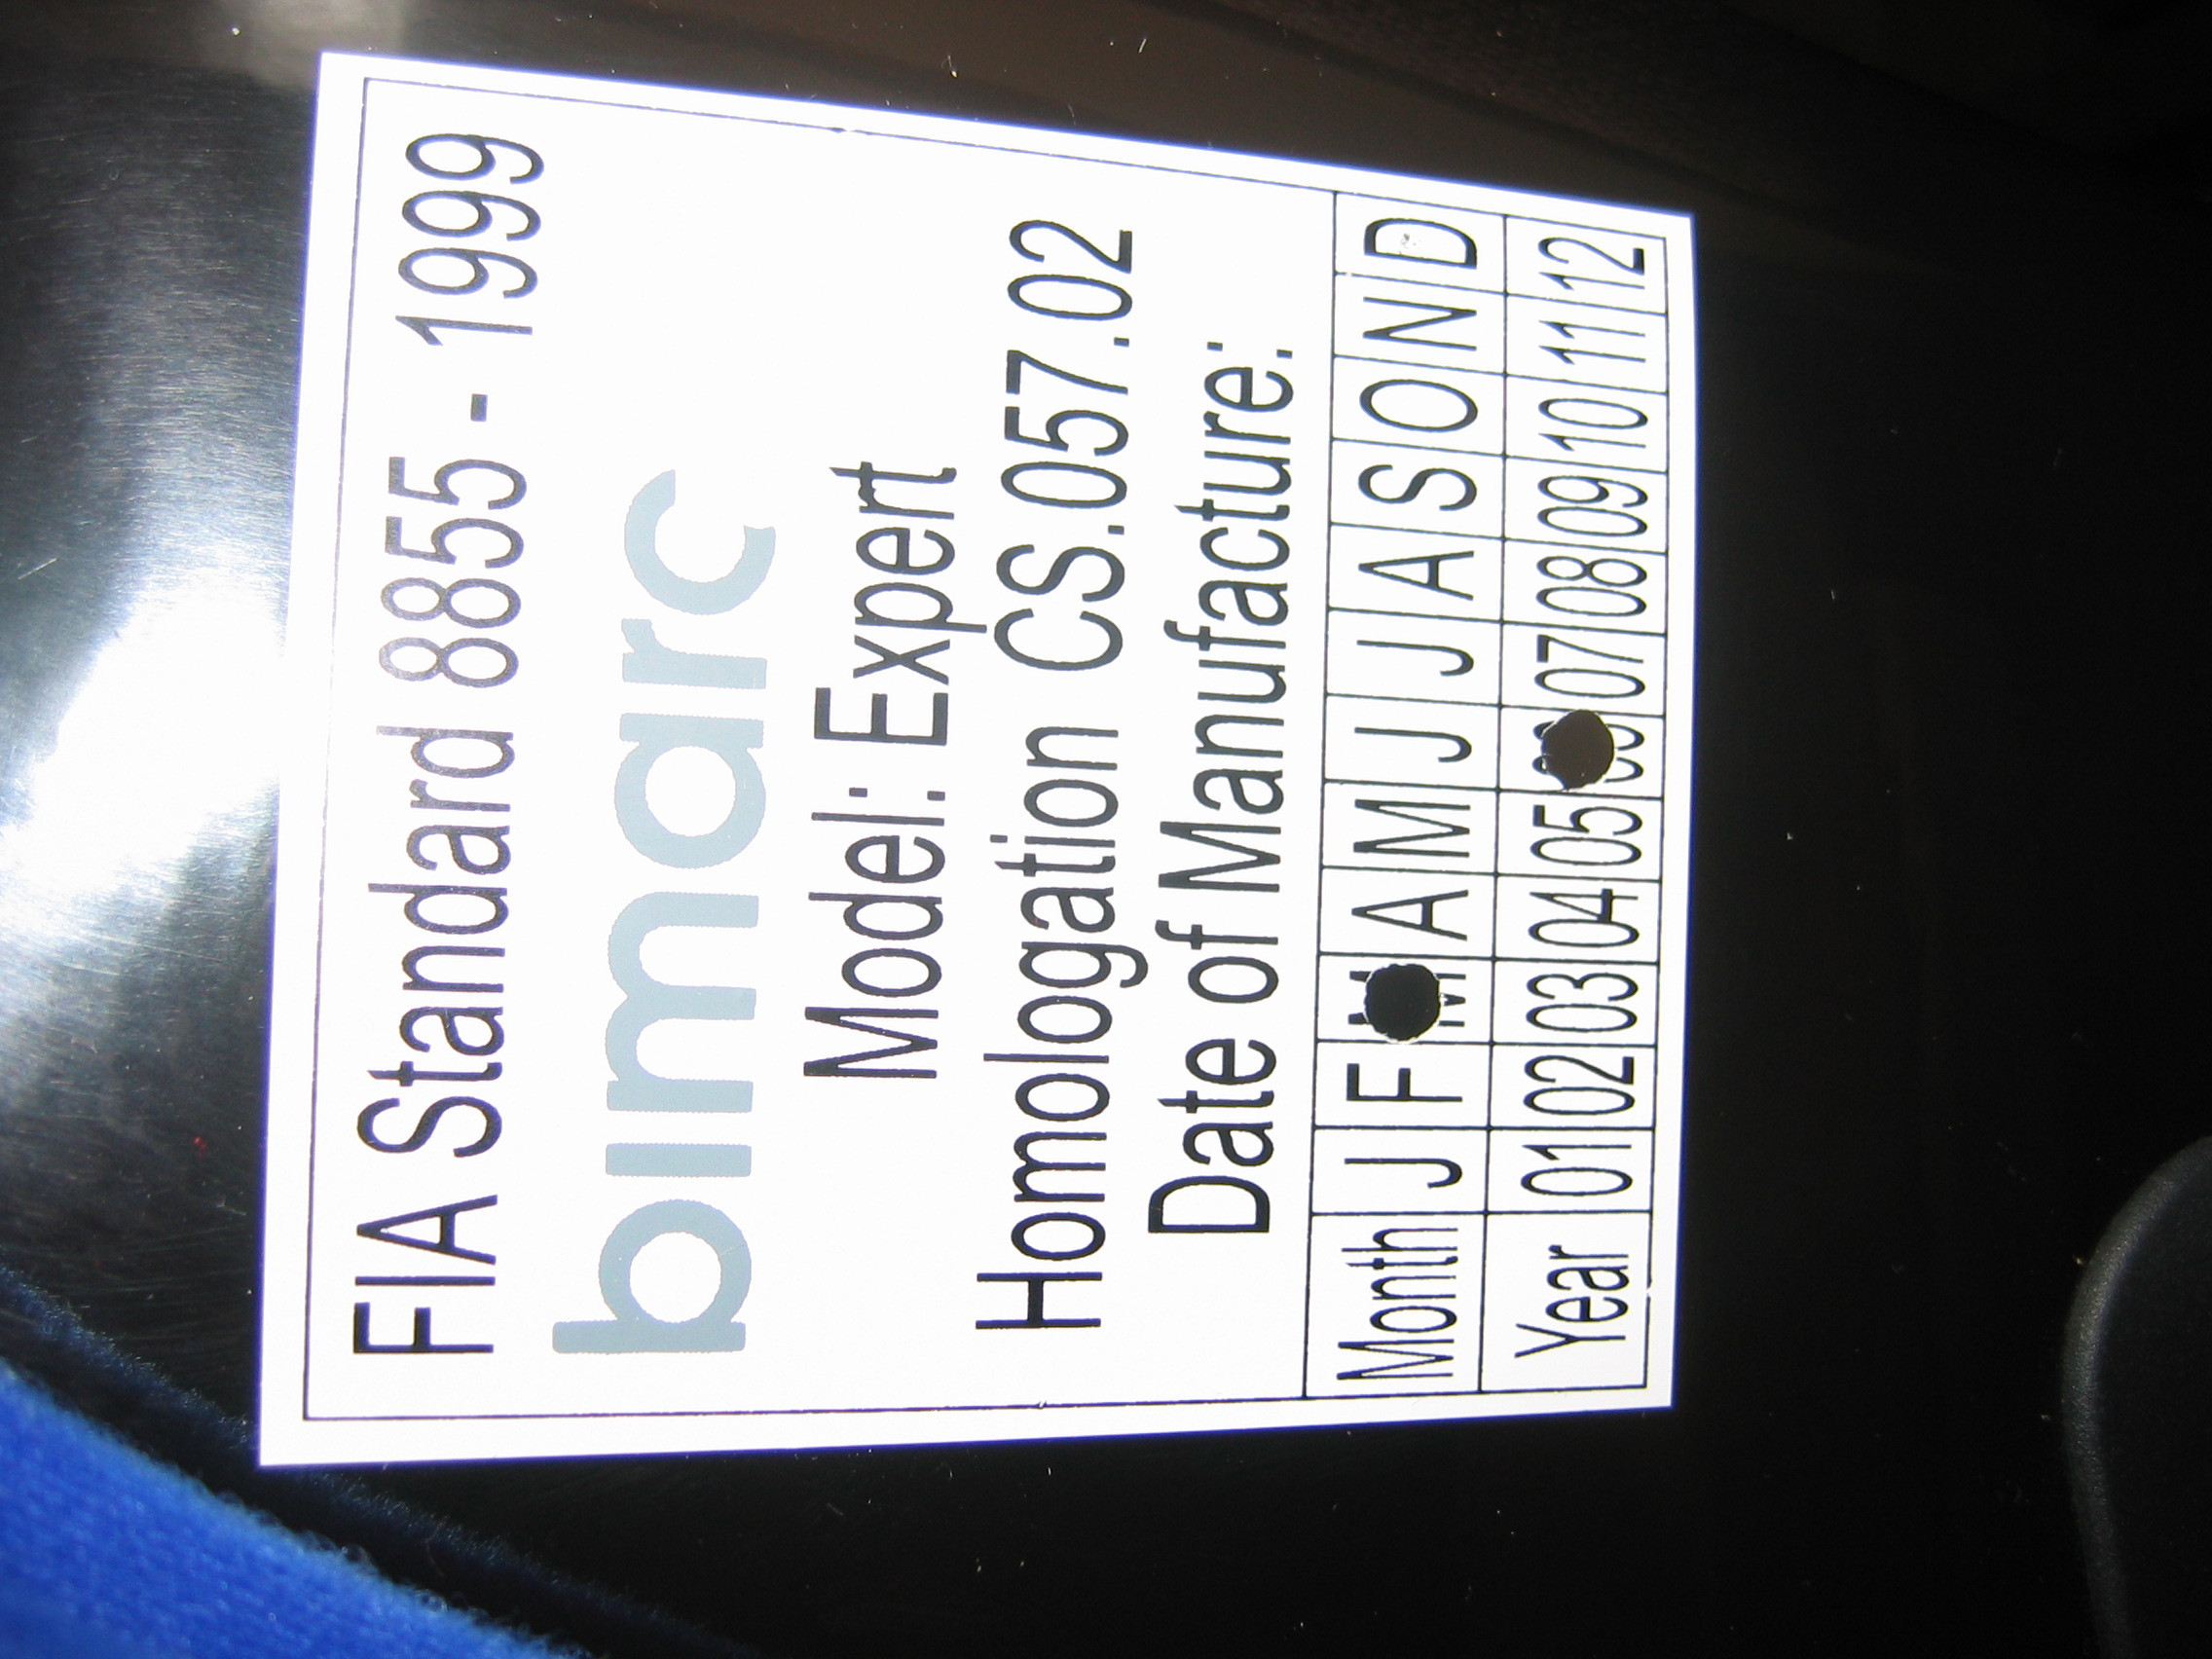 FIA Standard 8855 - 1999
bimarc
Model: Expert
Homologation CS.057.02
Date of Manufacture:
Month J F M A M J J A S O N D
Year 01 02 03 04 05 06 07 08 09 10 11 12